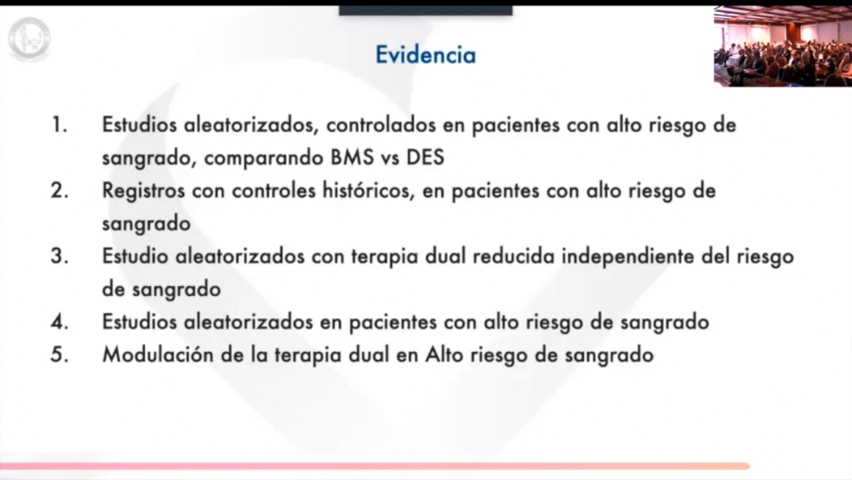 Evidencia
1. Estudios aleatorizados, controlados en pacientes con alto riesgo de
sangrado, comparando BMS vs DES
2. Registros con controles históricos, en pacientes con alto riesgo de
sangrado
3. Estudio aleatorizados con terapia dual reducida independiente del riesgo
de sangrado
4. Estudios aleatorizados en pacientes con alto riesgo de sangrado
5. Modulación de la terapia dual en Alto riesgo de sangrado